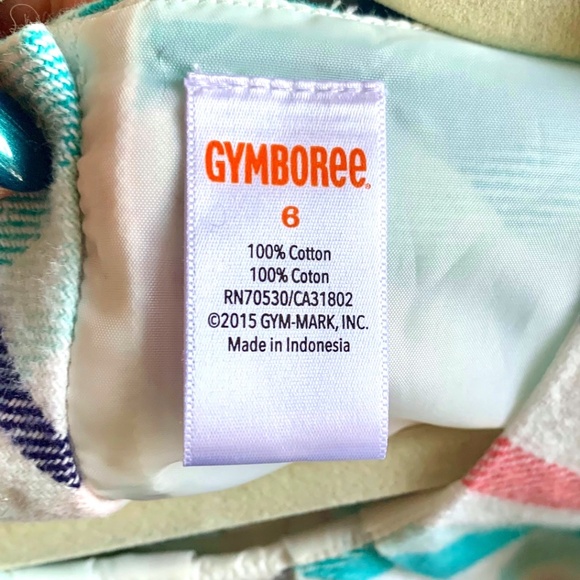 GYMBOREE
6
100% Cotton
100% Coton
RN70530/CA31802
©2015 GYM-MARK, INC.
Made in Indonesia